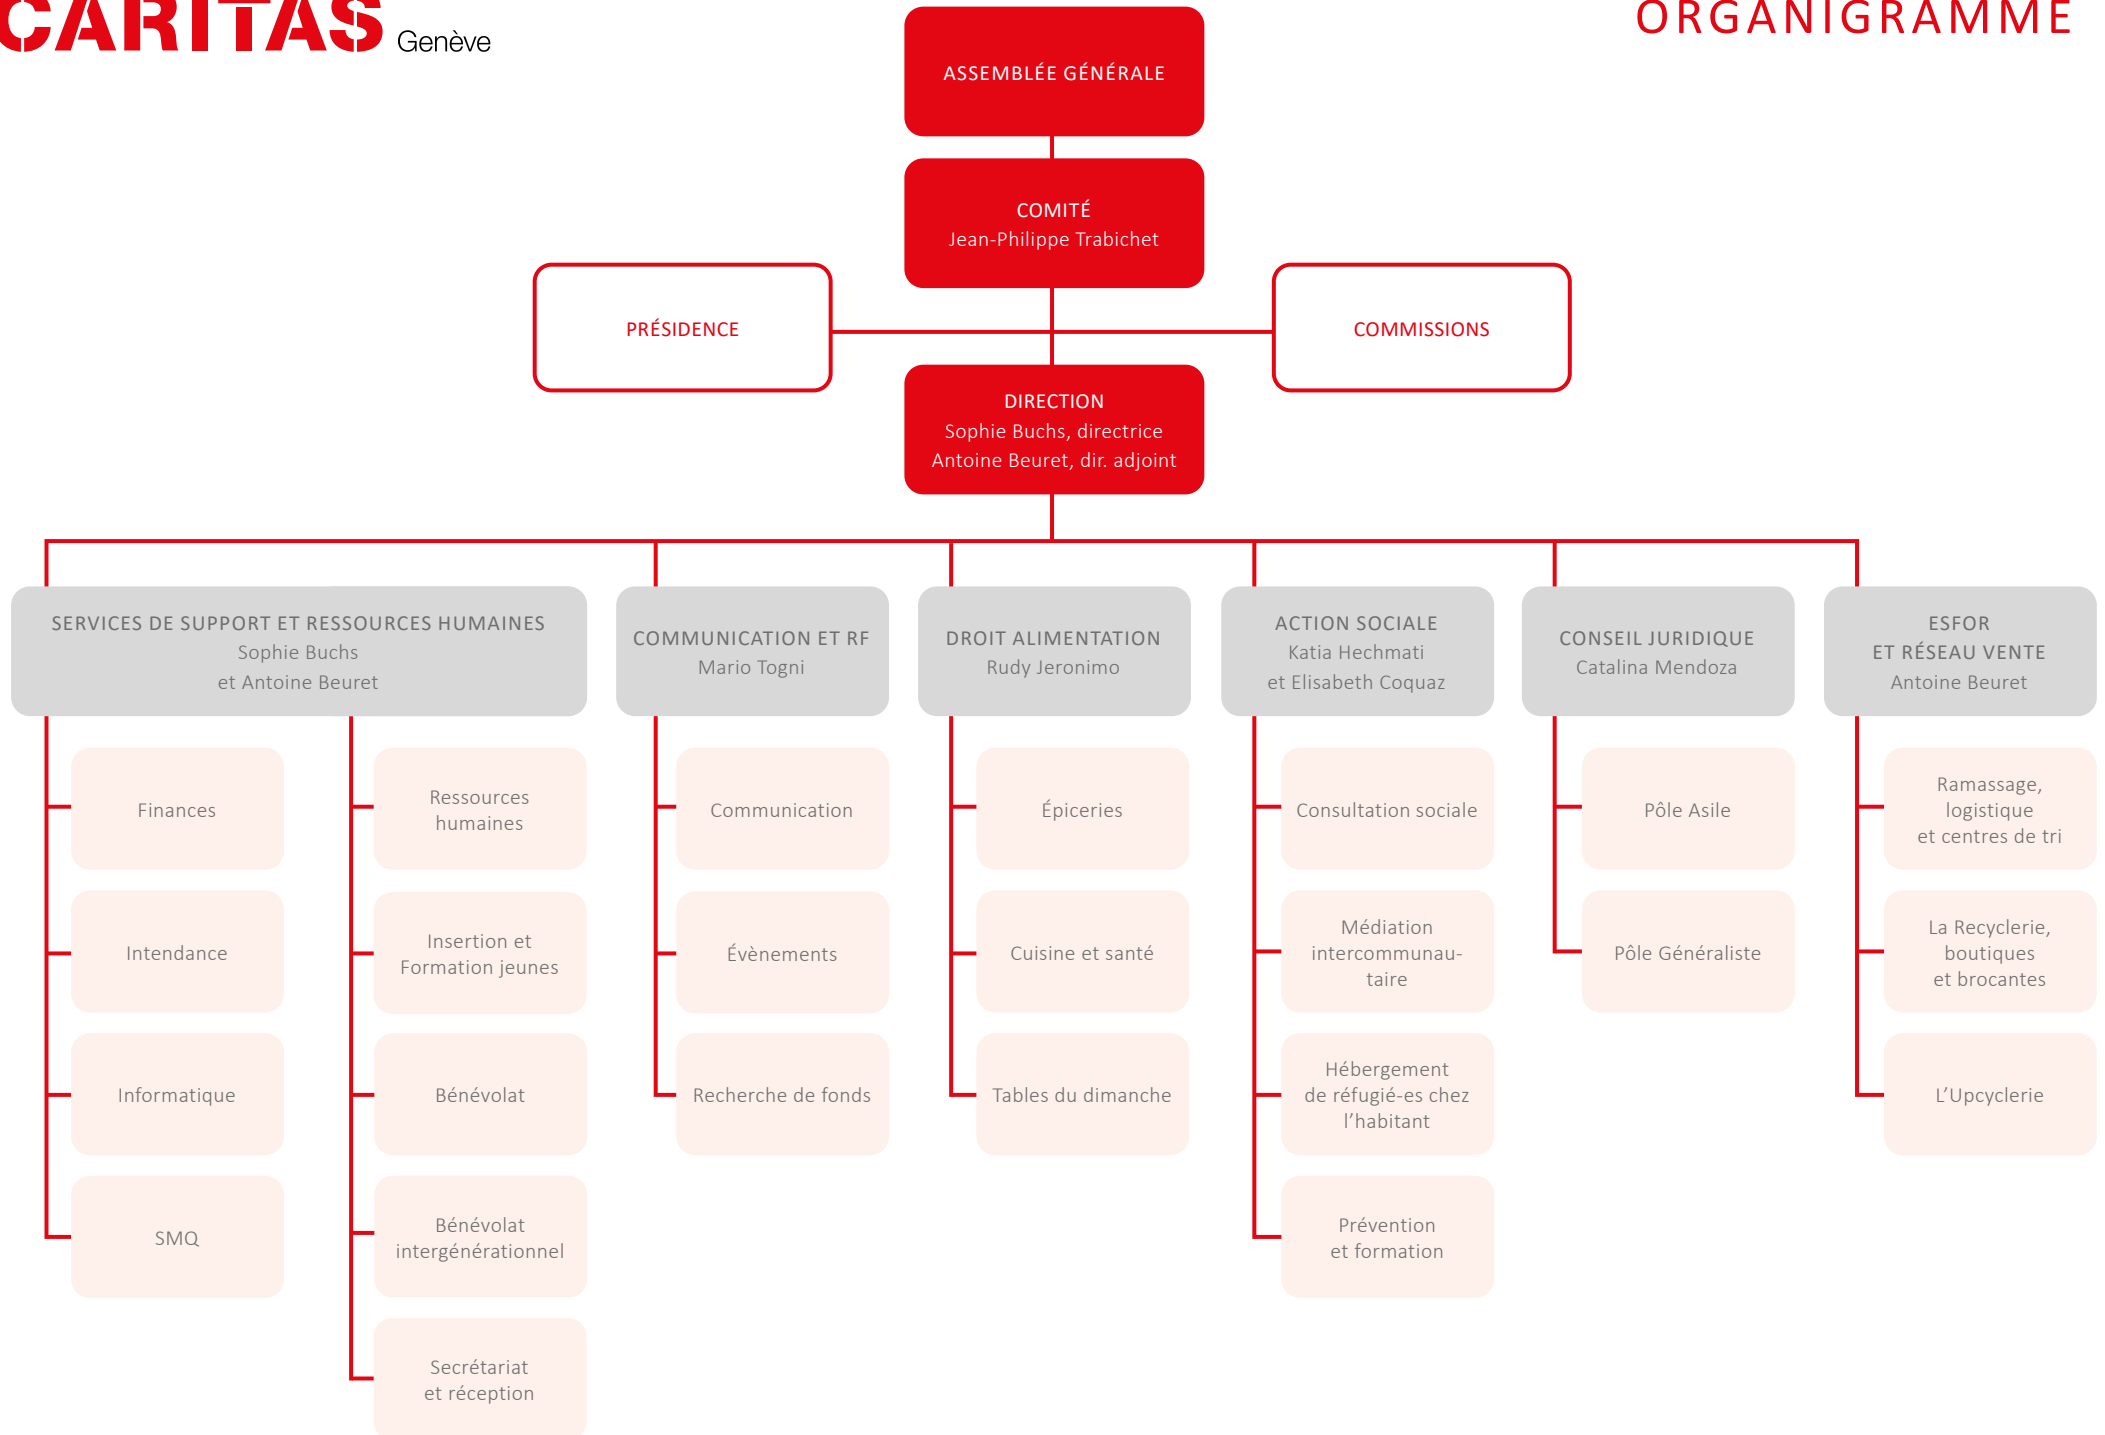 CARITAS Genève
ORGANIGRAMME
ASSEMBLÉE GÉNÉRALE
COMITÉ
Jean-Philippe Trabichet
PRÉSIDENCE
COMMISSIONS
DIRECTION
Sophie Buchs, directrice
Antoine Beuret, dir. adjoint
SERVICES DE SUPPORT ET RESSOURCES HUMAINES
Sophie Buchs
et Antoine Beuret
Finances
Intendance
Informatique
SMQ
Ressources
humaines
Insertion et
Formation jeunes
Bénévolat
Bénévolat
intergénérationnel
Secrétariat
et réception
COMMUNICATION ET RF
Mario Togni
Communication
Évènements
Recherche de fonds
DROIT ALIMENTATION
Rudy Jeronimo
Épiceries
Cuisine et santé
Tables du dimanche
ACTION SOCIALE
Katia Hechmati
et Elisabeth Coquaz
Consultation sociale
Médiation
intercommunau-
taire
Hébergement
de réfugié-es chez
l’habitant
Prévention
et formation
CONSEIL JURIDIQUE
Catalina Mendoza
Pôle Asile
Pôle Généraliste
ESFOR
ET RÉSEAU VENTE
Antoine Beuret
Ramassage,
logistique
et centres de tri
La Recyclerie,
boutiques
et brocantes
L’Upcyclerie